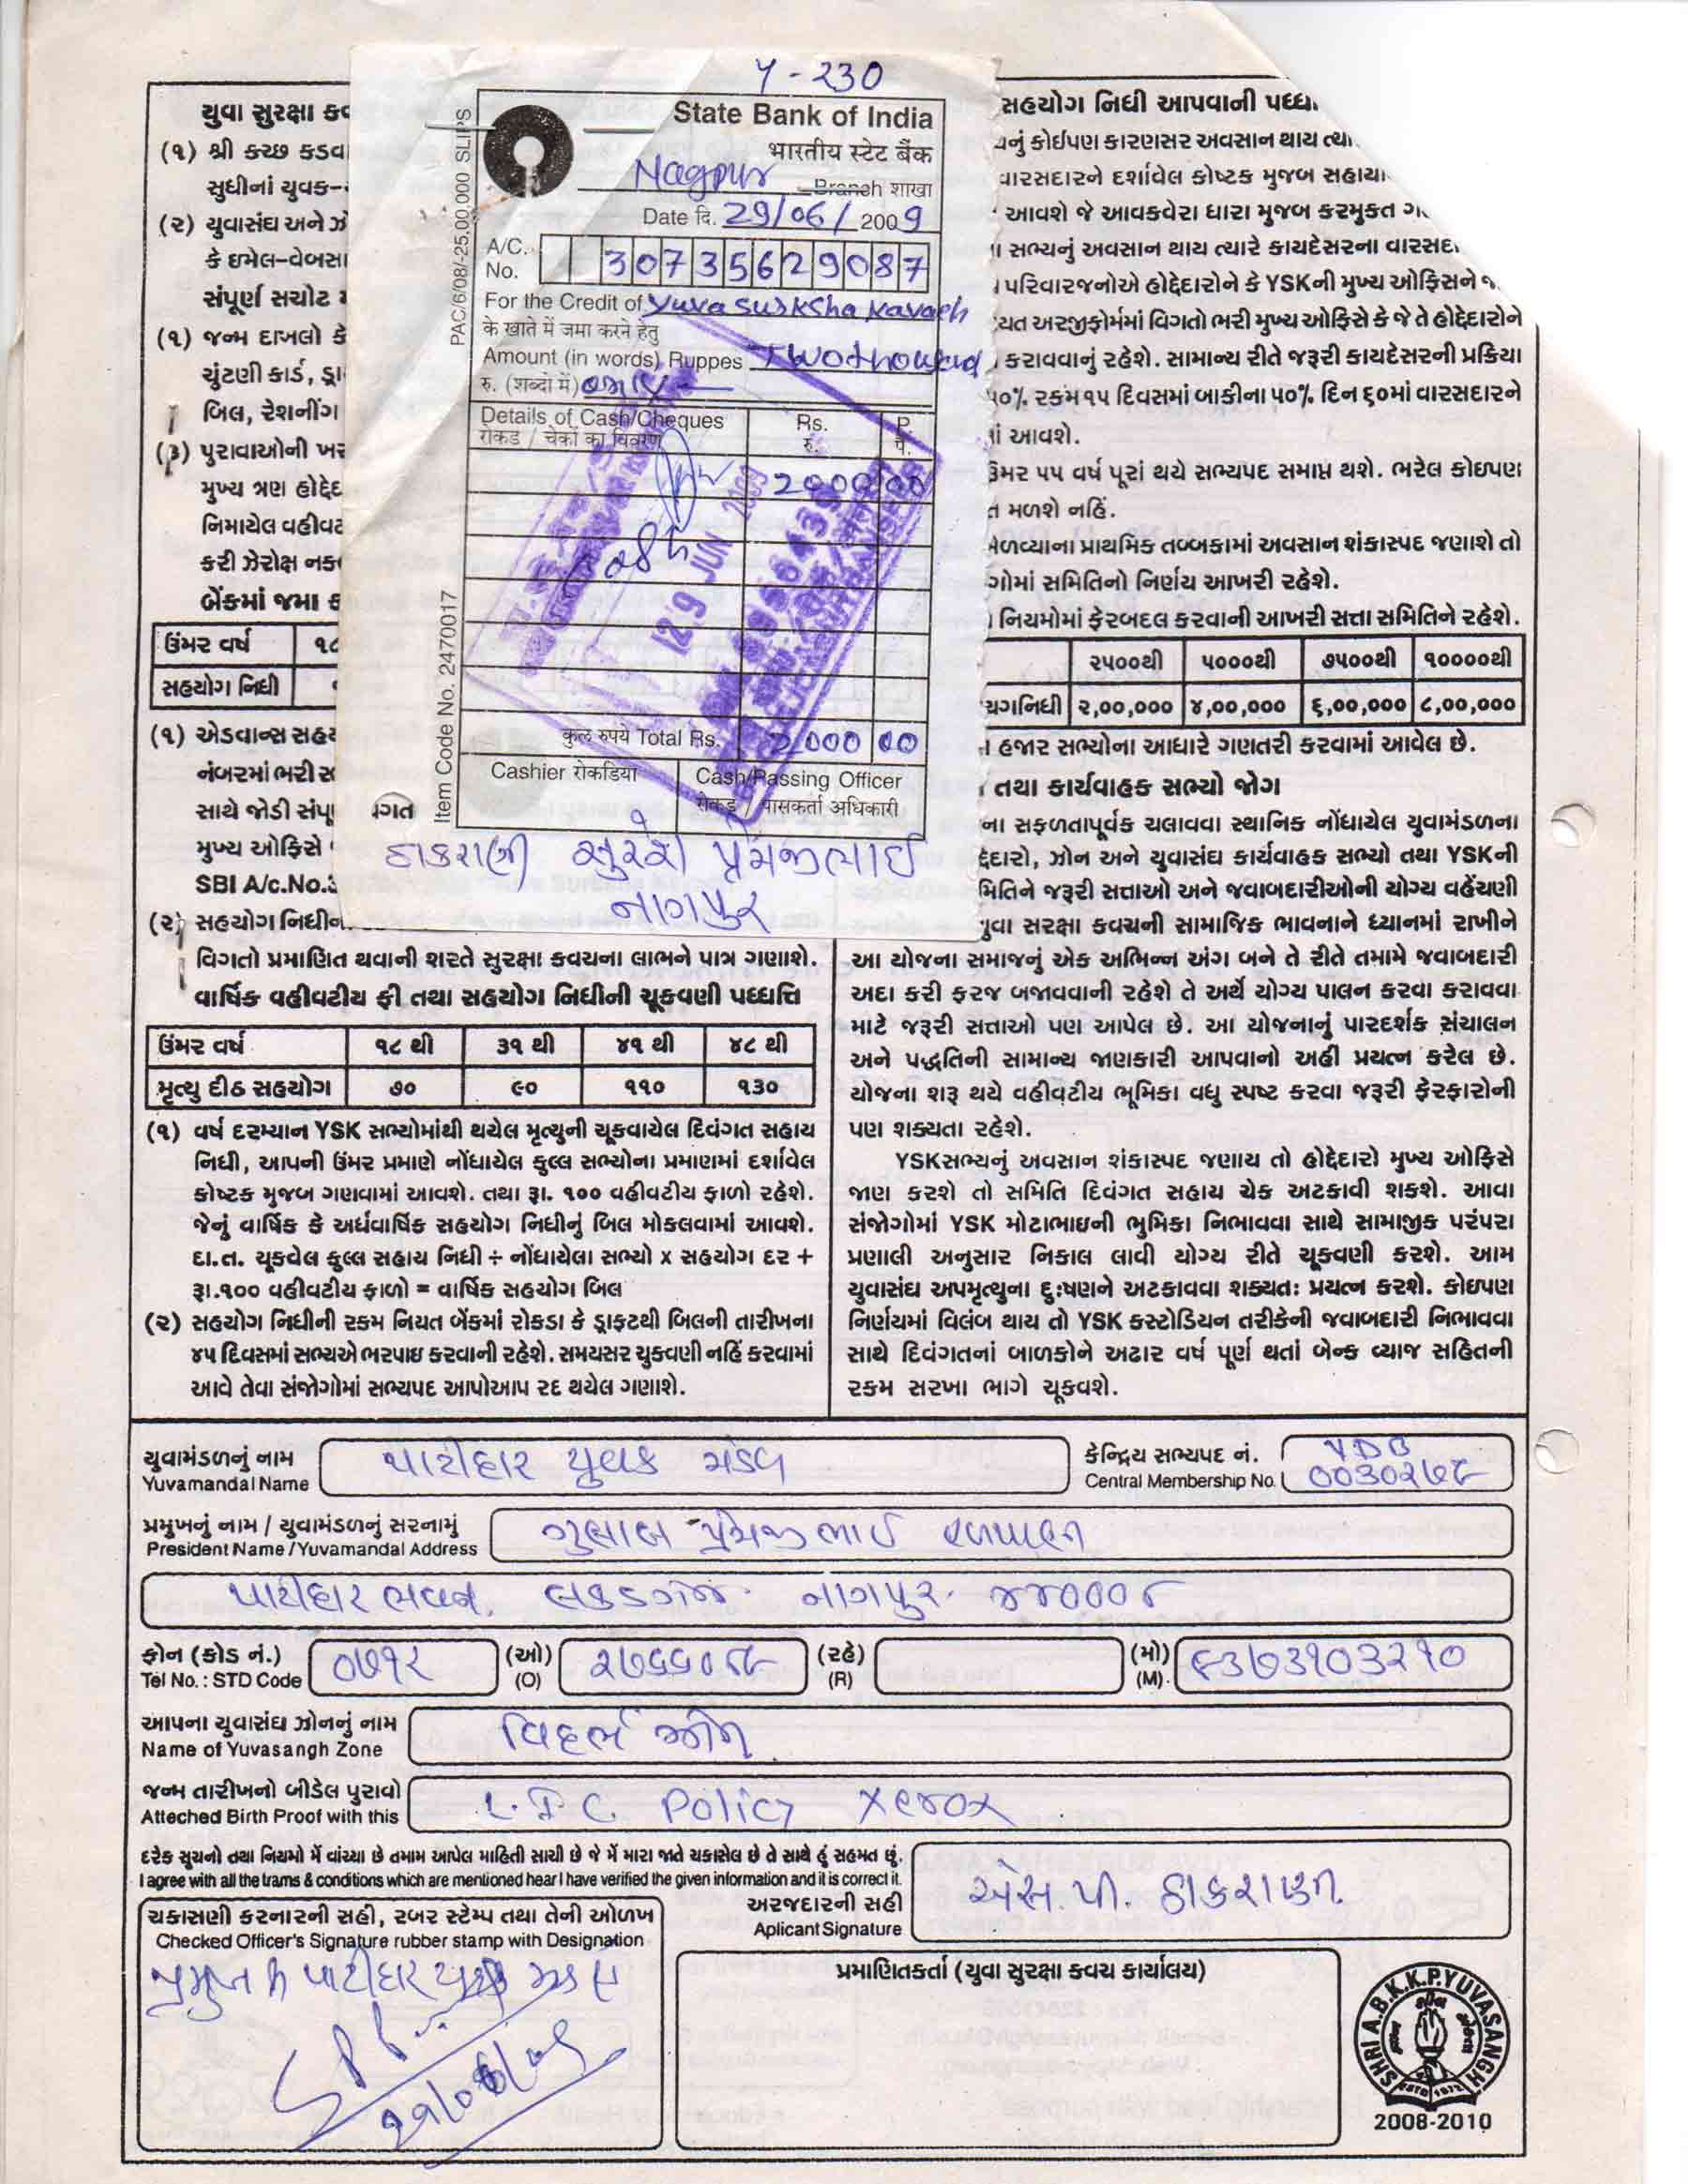 Y-230
State Bank of India
भारतीय स्टेट बैंक
Nagpur Branch शाखा
Date दि. 29/06/2009
A/C. No. 30735629087
For the Credit of Yuva Surksha Kavach
के खाते में जमा करने हेतु
Amount (in words) Ruppes Two thousand
रु. (शब्दों में) only
Details of Cash/Cheques Rs. P.
रोकड / चेकों का विवरण रु. पै.
2000 00
29 JUN 2009
कुल रुपये Total Rs. 2000 00
Cashier रोकडिया Cash/Passing Officer
रोकड / पासकर्ता अधिकारी
PAC/6/08/-25,00,000 SLIPS
Item Code No. 2470017
ઠાકરાણી સુરેશ પ્રેમજીભાઈ
નાગપુર
યુવા સુરક્ષા ક
(૧) શ્રી કચ્છ કડવા
સુધીનાં યુવક-
(૨) યુવાસંઘ અને ઝો
કે ઇમેલ-વેબસા
સંપૂર્ણ સચોટ
(૧) જન્મ દાખલો કે
ચુંટણી કાર્ડ, ડ્રા
બિલ, રેશનીંગ
(૩) પુરાવાઓની ખર
મુખ્ય ત્રણ હોદ્દેદ
નિમાયેલ વહીવટ
કરી ઝેરોક્ષ નક
બેંકમાં જમા ક
ઉંમર વર્ષ ૧૮
સહયોગ નિધી
(૧) એડવાન્સ સહય
નંબરમાં ભરી સ્
સાથે જોડી સંપૂ ગત
મુખ્ય ઓફિસે
SBI A/c.No.
(૨) સહયોગ નિધીન
વિગતો પ્રમાણિત થવાની શરતે સુરક્ષા કવચના લાભને પાત્ર ગણાશે.
વાર્ષિક વહીવટીય ફી તથા સહયોગ નિધીની ચૂકવણી પધ્ધતિ
ઉંમર વર્ષ ૧૮ થી ૩૧ થી ૪૧ થી ૪૮ થી
મૃત્યુ દીઠ સહયોગ ૭૦ ૯૦ ૧૧૦ ૧૩૦
(૧) વર્ષ દરમ્યાન YSK સભ્યોમાંથી થયેલ મૃત્યુની ચૂકવાયેલ દિવંગત સહાય
નિધી, આપની ઉંમર પ્રમાણે નોંધાયેલ કુલ્લ સભ્યોના પ્રમાણમાં દર્શાવેલ
કોષ્ટક મુજબ ગણવામાં આવશે. તથા રૂા. ૧૦૦ વહીવટીય ફાળો રહેશે.
જેનું વાર્ષિક કે અર્ધવાર્ષિક સહયોગ નિધીનું બિલ મોકલવામાં આવશે.
દા.ત. ચૂકવેલ કુલ્લ સહાય નિધી ÷ નોંધાયેલા સભ્યો x સહયોગ દર +
રૂા.૧૦૦ વહીવટીય ફાળો = વાર્ષિક સહયોગ બિલ
(૨) સહયોગ નિધીની રકમ નિયત બેંકમાં રોકડા કે ડ્રાફટથી બિલની તારીખના
૪૫ દિવસમાં સભ્યએ ભરપાઇ કરવાની રહેશે. સમયસર ચુકવણી નહિં કરવામાં
આવે તેવા સંજોગોમાં સભ્યપદ આપોઆપ રદ થયેલ ગણાશે.
સહયોગ નિધી આપવાની પધ્ધ
યનું કોઈપણ કારણસર અવસાન થાય ત્યા
વારસદારને દર્શાવેલ કોષ્ટક મુજબ સહાય
આવશે જે આવકવેરા ધારા મુજબ કરમુકત ગ
સભ્યનું અવસાન થાય ત્યારે કાયદેસરના વારસદ
પરિવારજનોએ હોદ્દેદારોને કે YSKની મુખ્ય ઓફિસને જ
યત અરજીફોર્મમાં વિગતો ભરી મુખ્ય ઓફિસે કે જે તે હોદ્દેદારોને
કરાવવાનું રહેશે. સામાન્ય રીતે જરૂરી કાયદેસરની પ્રક્રિયા
૫૦% રકમ ૧૫ દિવસમાં બાકીના ૫૦% દિન ૬૦માં વારસદારને
માં આવશે.
ઉંમર ૫૫ વર્ષ પૂરાં થયે સભ્યપદ સમાપ્ત થશે. ભરેલ કોઇપણ
ત મળશે નહિં.
મેળવ્યાના પ્રાથમિક તબ્બકામાં અવસાન શંકાસ્પદ જણાશે તો
ગોમાં સમિતિનો નિર્ણય આખરી રહેશે.
નિયમોમાં ફેરબદલ કરવાની આખરી સત્તા સમિતિને રહેશે.
૨૫૦૦થી ૫૦૦૦થી ૭૫૦૦થી ૧૦૦૦૦થી
યગનિધી ૨,૦૦,૦૦૦ ૪,૦૦,૦૦૦ ૬,૦૦,૦૦૦ ૮,૦૦,૦૦૦
હજાર સભ્યોના આધારે ગણતરી કરવામાં આવેલ છે.
તથા કાર્યવાહક સભ્યો જોગ
ના સફળતાપૂર્વક ચલાવવા સ્થાનિક નોંધાયેલ યુવામંડળના
દ્દેદારો, ઝોન અને યુવાસંઘ કાર્યવાહક સભ્યો તથા YSKની
મિતિને જરૂરી સત્તાઓ અને જવાબદારીઓની યોગ્ય વહેંચણી
યુવા સરક્ષા કવચની સામાજિક ભાવનાને ધ્યાનમાં રાખીને
આ યોજના સમાજનું એક અભિન્ન અંગ બને તે રીતે તમામે જવાબદારી
અદા કરી ફરજ બજાવવાની રહેશે તે અર્થે યોગ્ય પાલન કરવા કરાવવા
માટે જરૂરી સત્તાઓ પણ આપેલ છે. આ યોજનાનું પારદર્શક સંચાલન
અને પદ્ધતિની સામાન્ય જાણકારી આપવાનો અહીં પ્રયત્ન કરેલ છે.
યોજના શરૂ થયે વહીવટીય ભૂમિકા વધુ સ્પષ્ટ કરવા જરૂરી ફેરફારોની
પણ શક્યતા રહેશે.
YSKસભ્યનું અવસાન શંકાસ્પદ જણાય તો હોદ્દેદારો મુખ્ય ઓફિસે
જાણ કરશે તો સમિતિ દિવંગત સહાય ચેક અટકાવી શકશે. આવા
સંજોગોમાં YSK મોટાભાઇની ભુમિકા નિભાવવા સાથે સામાજીક પરંપરા
પ્રણાલી અનુસાર નિકાલ લાવી યોગ્ય રીતે ચૂકવણી કરશે. આમ
યુવાસંઘ અપમૃત્યુના દુઃષણને અટકાવવા શક્યતઃ પ્રયત્ન કરશે. કોઇપણ
નિર્ણયમાં વિલંબ થાય તો YSK કસ્ટોડિયન તરીકેની જવાબદારી નિભાવવા
સાથે દિવંગતનાં બાળકોને અઢાર વર્ષ પૂર્ણ થતાં બેન્ક વ્યાજ સહિતની
રકમ સરખા ભાગે ચૂકવશે.
યુવામંડળનું નામ પાટીદાર યુવક મંડળ કેન્દ્રિય સભ્યપદ નં. VDB
Yuvamandal Name Central Membership No. ૦૦૩૦૨૭૮
પ્રમુખનું નામ / યુવામંડળનું સરનામું ગુલાબ પ્રેમજીભાઈ
President Name /Yuvamandal Address
પાટીદાર ભવન, લકડગંજ નાગપુર. ૪૪૦૦૦૮
ફોન (કોડ નં.) ૦૭૧૨ (ઓ) ૨૭૬૬૦૮૮ (રહે) (મો) ૯૩૭૩૧૦૩૨૧૦
Tel No. : STD Code (O) (R) (M).
આપના યુવાસંઘ ઝોનનું નામ વિદર્ભ ઝોન
Name of Yuvasangh Zone
જન્મ તારીખનો બીડેલ પુરાવો L.I.C. Policy Xerox
Atteched Birth Proof with this
દરેક સુચનો તથા નિયમો મેં વાંચ્યા છે તમામ આપેલ માહિતી સાચી છે જે મેં મારા જાતે ચકાસેલ છે તે સાથે હું સહમત છું.
I agree with all the trams & conditions which are mentioned hear I have verified the given information and it is correct it.
અરજદારની સહી એસ. પી. ઠાકરાણી
Aplicant Signature
ચકાસણી કરનારની સહી, રબર સ્ટેમ્પ તથા તેની ઓળખ
Checked Officer's Signature rubber stamp with Designation
પ્રમુખ શ્રી પાટીદાર યુવક મંડળ
પ્રમાણિતકર્તા (યુવા સુરક્ષા કવચ કાર્યાલય)
SHRI A.B.K.K.P.YUVASANGH
ESTD 1972
2008-2010